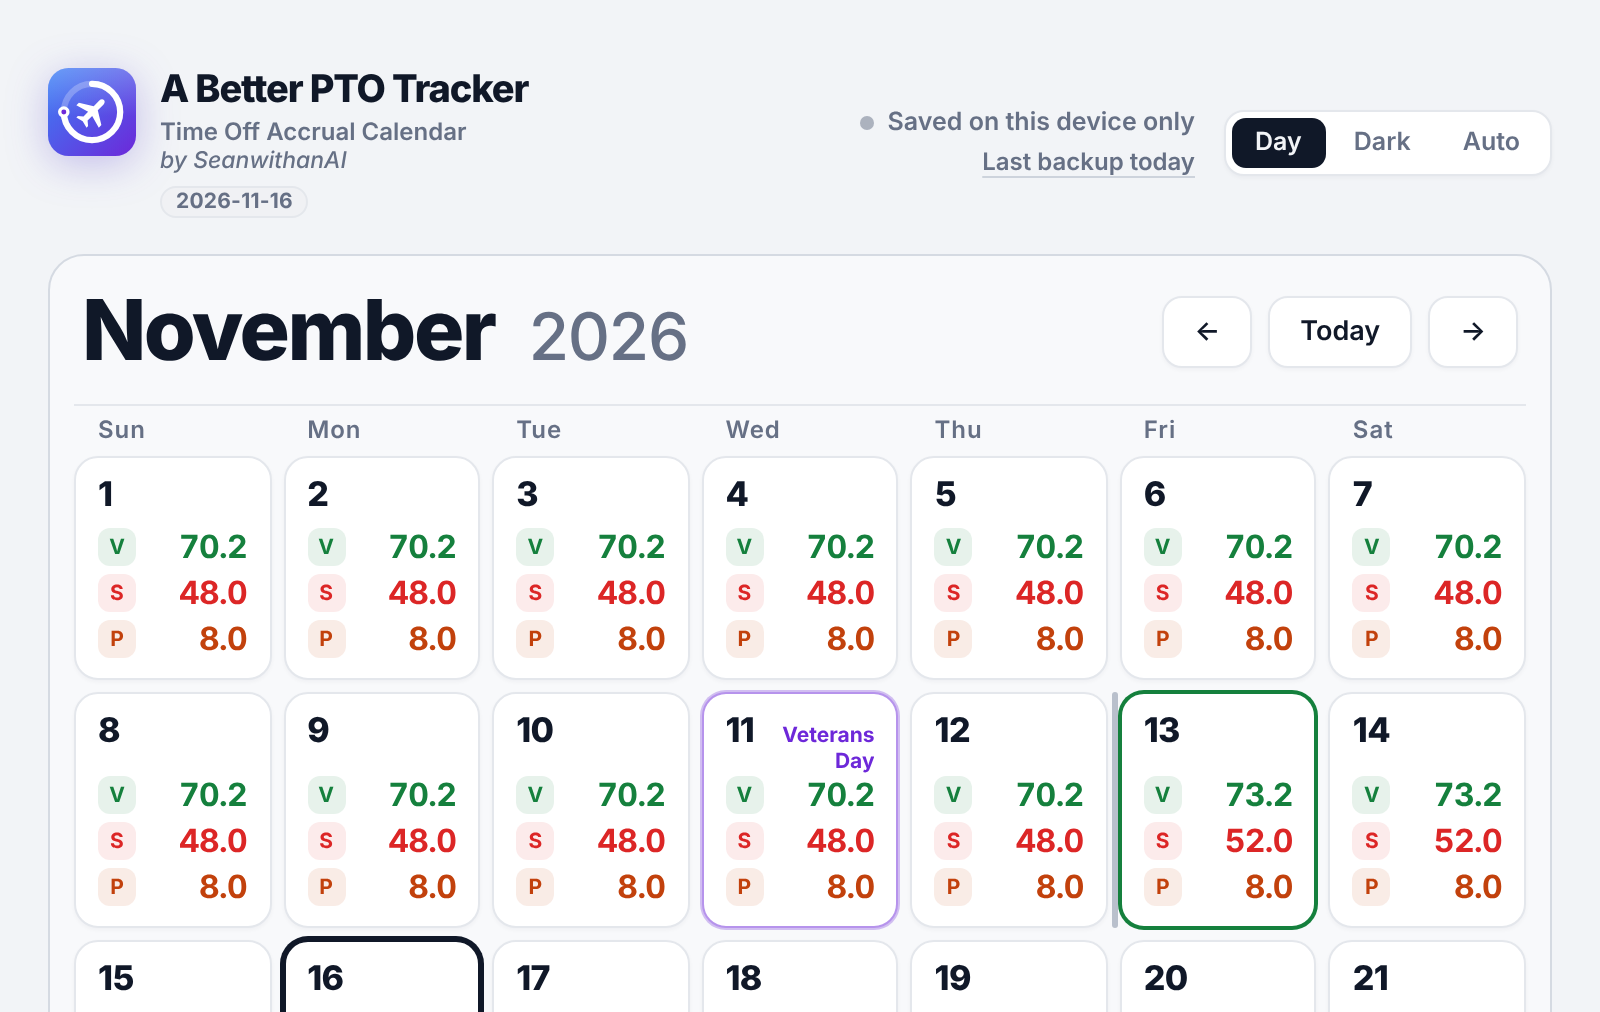 A Better PTO Tracker
Time Off Accrual Calendar
by SeanwithanAI
2026-11-16
Saved on this device only
Last backup today
Day Dark Auto
November 2026
← Today →
Sun Mon Tue Wed Thu Fri Sat
1 2 3 4 5 6 7
V 70.2 V 70.2 V 70.2 V 70.2 V 70.2 V 70.2 V 70.2
S 48.0 S 48.0 S 48.0 S 48.0 S 48.0 S 48.0 S 48.0
P 8.0 P 8.0 P 8.0 P 8.0 P 8.0 P 8.0 P 8.0
8 9 10 11 Veterans 12 13 14
Day
V 70.2 V 70.2 V 70.2 V 70.2 V 70.2 V 73.2 V 73.2
S 48.0 S 48.0 S 48.0 S 48.0 S 48.0 S 52.0 S 52.0
P 8.0 P 8.0 P 8.0 P 8.0 P 8.0 P 8.0 P 8.0
15 16 17 18 19 20 21